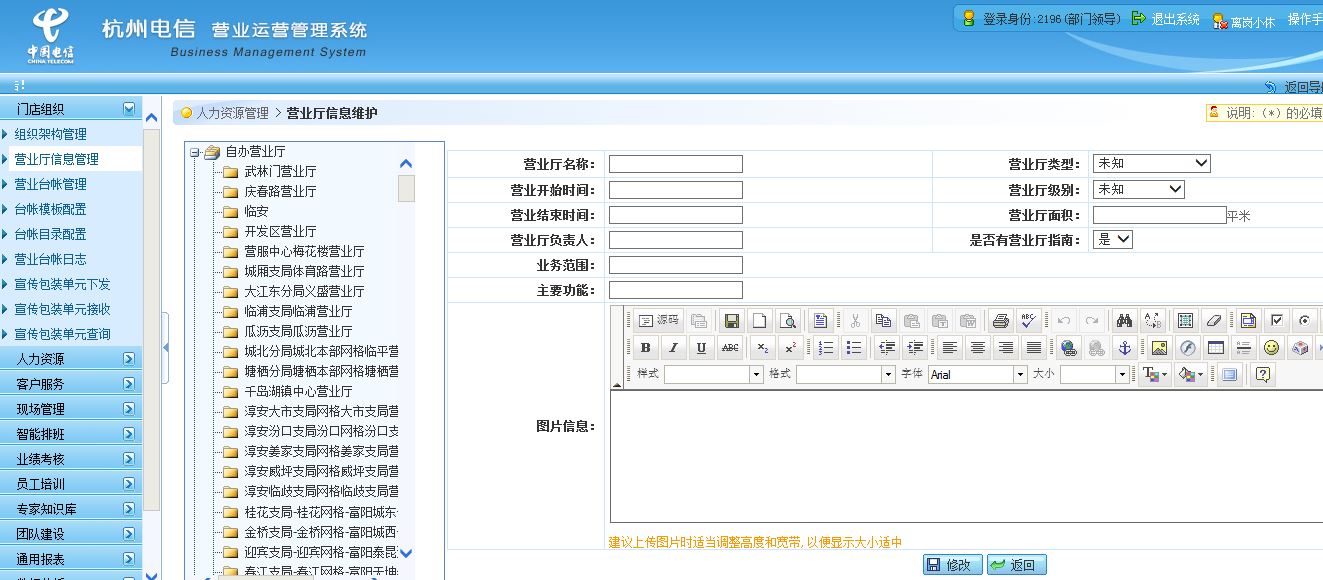 中国电信
CHINA TELECOM
杭州电信 营业运营管理系统
Business Management System
登录身份:2196(部门领导) 退出系统 离岗小休 操作手
返回导
门店组织
组织架构管理
营业厅信息管理
营业台帐管理
台帐模板配置
台帐目录配置
营业台帐日志
宣传包装单元下发
宣传包装单元接收
宣传包装单元查询
人力资源
客户服务
现场管理
智能排班
业绩考核
员工培训
专家知识库
团队建设
通用报表
人力资源管理 > 营业厅信息维护
说明:（*）的必填
自办营业厅
武林门营业厅
庆春路营业厅
临安
开发区营业厅
营服中心梅花楼营业厅
城厢支局体育路营业厅
大江东分局义盛营业厅
临浦支局临浦营业厅
瓜沥支局瓜沥营业厅
城北分局城北本部网格临平营
塘栖分局塘栖本部网格塘栖营
千岛湖镇中心营业厅
淳安大市支局网格大市支局营
淳安汾口支局汾口网格汾口支
淳安姜家支局网格姜家支局营
淳安威坪支局网格威坪支局营
淳安临歧支局网格临歧支局营
桂花支局-桂花网格-富阳城东
金桥支局-金桥网格-富阳城西
迎宾支局-迎宾网格-富阳泰昆
春江支局-春江网格-富阳无抻
营业厅名称: 营业厅类型: 未知
营业开始时间: 营业厅级别: 未知
营业结束时间: 营业厅面积: 平米
营业厅负责人: 是否有营业厅指南: 是
业务范围:
主要功能:
图片信息:
源码
B I U ABC X₂ X²
样式 格式 字体 Arial 大小
建议上传图片时适当调整高度和宽带,以便显示大小适中
修改 返回